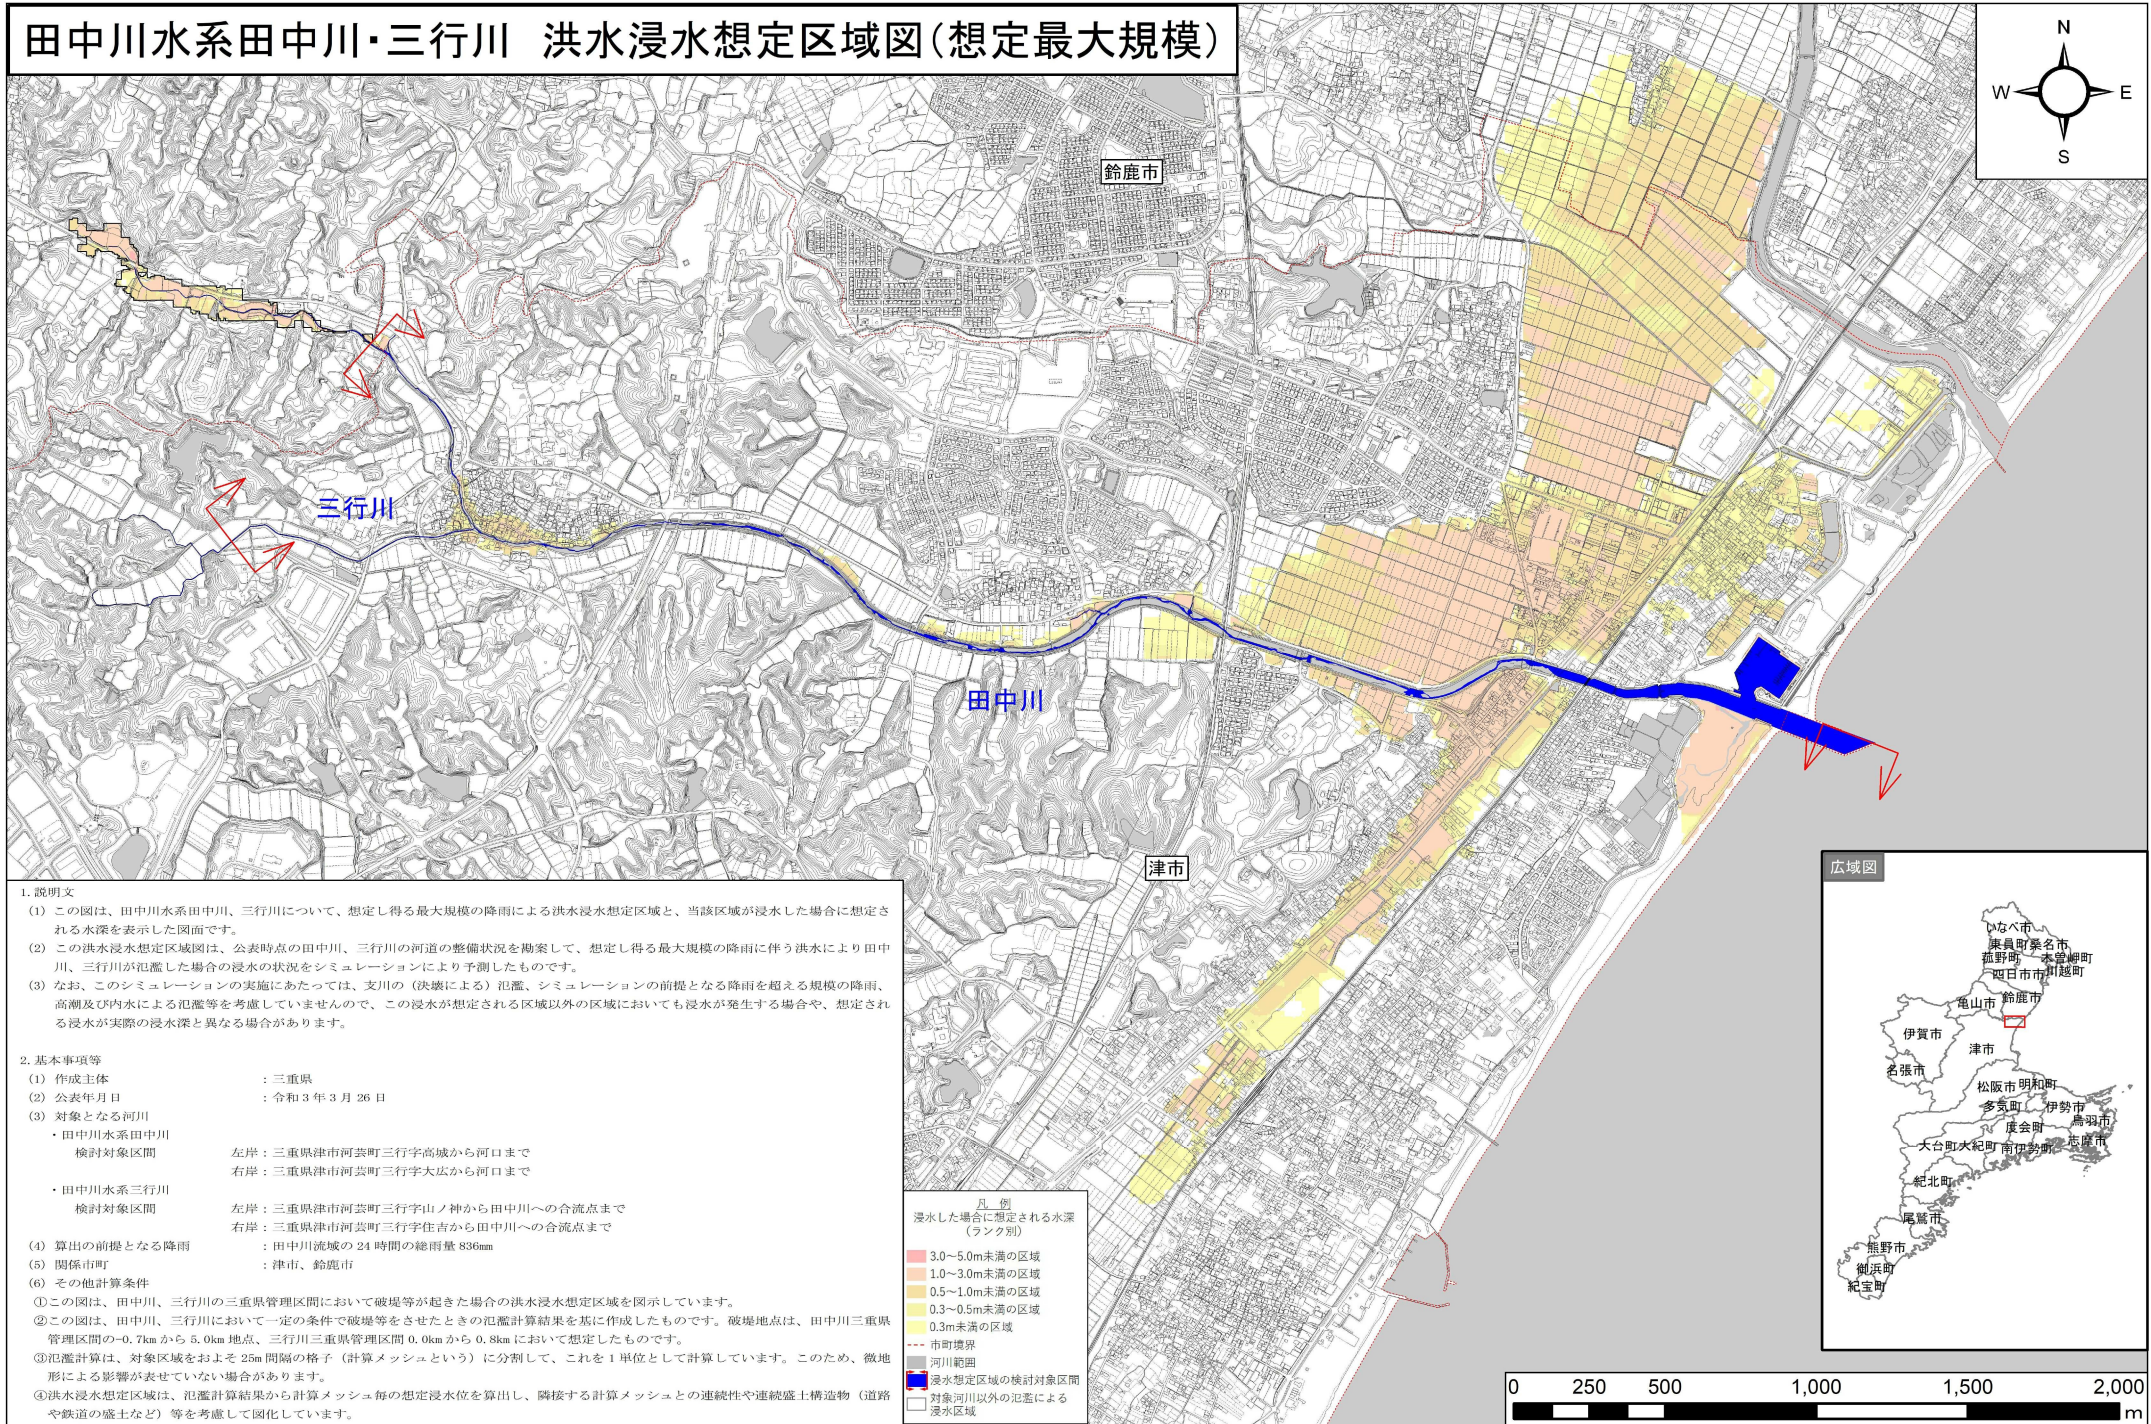 田中川水系田中川・三行川 洪水浸水想定区域図(想定最大規模)
N
W
E
S
鈴鹿市
三行川
田中川
津市
1. 説明文
(1) この図は、田中川水系田中川、三行川について、想定し得る最大規模の降雨による洪水浸水想定区域と、当該区域が浸水した場合に想定さ
れる水深を表示した図面です。
(2) この洪水浸水想定区域図は、公表時点の田中川、三行川の河道の整備状況を勘案して、想定し得る最大規模の降雨に伴う洪水により田中
川、三行川が氾濫した場合の浸水の状況をシミュレーションにより予測したものです。
(3) なお、このシミュレーションの実施にあたっては、支川の(決壊による)氾濫、シミュレーションの前提となる降雨を超える規模の降雨、
高潮及び内水による氾濫等を考慮していませんので、この浸水が想定される区域以外の区域においても浸水が発生する場合や、想定され
る浸水が実際の浸水深と異なる場合があります。
2. 基本事項等
(1) 作成主体 :三重県
(2) 公表年月日 :令和3年3月26日
(3) 対象となる河川
・田中川水系田中川
検討対象区間 左岸:三重県津市河芸町三行字高城から河口まで
右岸:三重県津市河芸町三行字大広から河口まで
・田中川水系三行川
検討対象区間 左岸:三重県津市河芸町三行字山ノ神から田中川への合流点まで
右岸:三重県津市河芸町三行字住吉から田中川への合流点まで
(4) 算出の前提となる降雨 :田中川流域の24時間の総雨量836mm
(5) 関係市町 :津市、鈴鹿市
(6) その他計算条件
①この図は、田中川、三行川の三重県管理区間において破堤等が起きた場合の洪水浸水想定区域を図示しています。
②この図は、田中川、三行川において一定の条件で破堤等をさせたときの氾濫計算結果を基に作成したものです。破堤地点は、田中川三重県
管理区間の-0.7kmから5.0km地点、三行川三重県管理区間0.0kmから0.8kmにおいて想定したものです。
③氾濫計算は、対象区域をおよそ25m間隔の格子(計算メッシュという)に分割して、これを1単位として計算しています。このため、微地
形による影響が表せていない場合があります。
④洪水浸水想定区域は、氾濫計算結果から計算メッシュ毎の想定浸水位を算出し、隣接する計算メッシュとの連続性や連続盛土構造物(道路
や鉄道の盛土など)等を考慮して図化しています。
凡 例
浸水した場合に想定される水深
(ランク別)
3.0~5.0m未満の区域
1.0~3.0m未満の区域
0.5~1.0m未満の区域
0.3~0.5m未満の区域
0.3m未満の区域
市町境界
河川範囲
浸水想定区域の検討対象区間
対象河川以外の氾濫による
浸水区域
広域図
いなべ市
東員町桑名市
菰野町 木曽岬町
四日市市川越町
亀山市 鈴鹿市
伊賀市
津市
名張市
松阪市明和町
多気町 伊勢市
鳥羽市
度会町
志摩市
大台町大紀町南伊勢町
紀北町
尾鷲市
熊野市
御浜町
紀宝町
0 250 500 1,000 1,500 2,000
m